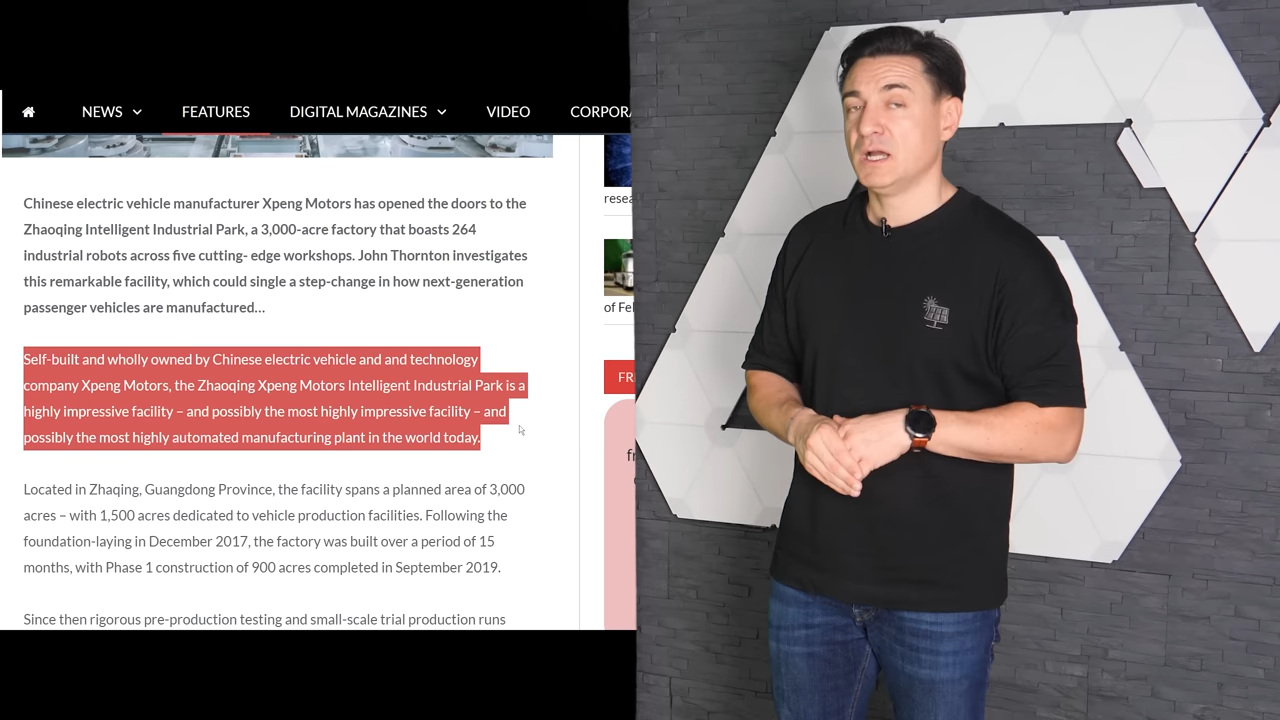 NEWS
FEATURES
DIGITAL MAGAZINES
VIDEO
CORPORA
Chinese electric vehicle manufacturer Xpeng Motors has opened the doors to the
Zhaoqing Intelligent Industrial Park, a 3,000-acre factory that boasts 264
industrial robots across five cutting- edge workshops. John Thornton investigates
this remarkable facility, which could single a step-change in how next-generation
passenger vehicles are manufactured…
Self-built and wholly owned by Chinese electric vehicle and and technology
company Xpeng Motors, the Zhaoqing Xpeng Motors Intelligent Industrial Park is a
highly impressive facility – and possibly the most highly impressive facility – and
possibly the most highly automated manufacturing plant in the world today.
Located in Zhaqing, Guangdong Province, the facility spans a planned area of 3,000
acres – with 1,500 acres dedicated to vehicle production facilities. Following the
foundation-laying in December 2017, the factory was built over a period of 15
months, with Phase 1 construction of 900 acres completed in September 2019.
Since then rigorous pre-production testing and small-scale trial production runs
resea
of Fel
FR
fr